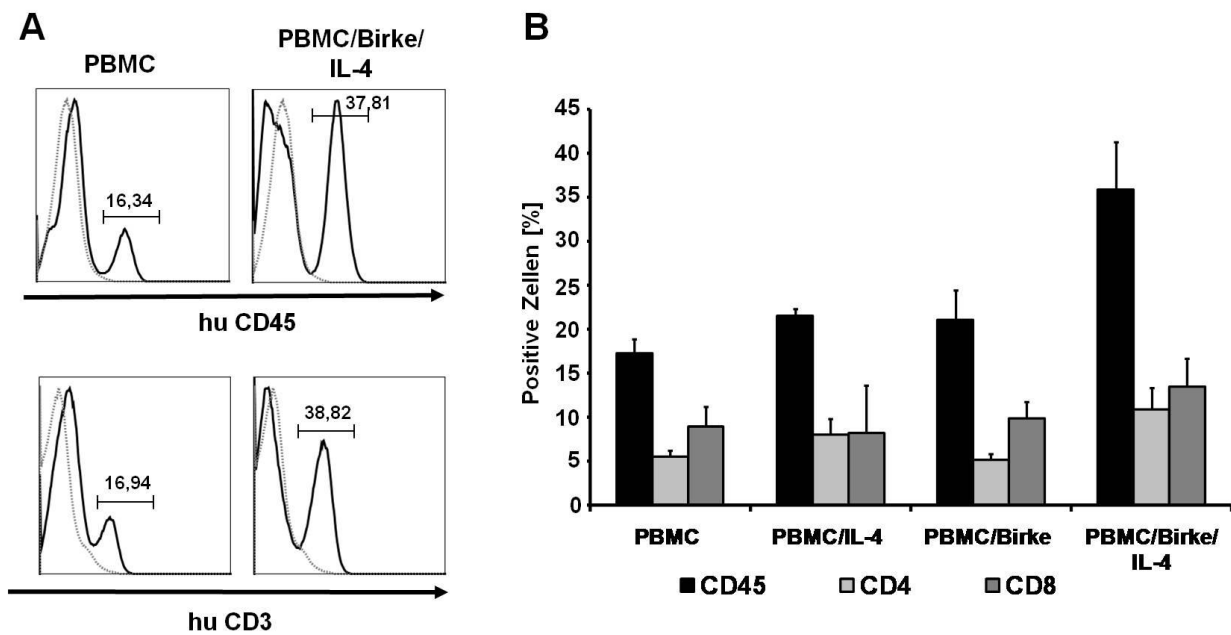 A
PBMC
PBMC/Birke/
IL-4
16,34
37,81
hu CD45
16,94
38,82
hu CD3
B
Positive Zellen [%]
45
40
35
30
25
20
15
10
5
0
PBMC
PBMC/IL-4
PBMC/Birke
PBMC/Birke/
IL-4
CD45
CD4
CD8